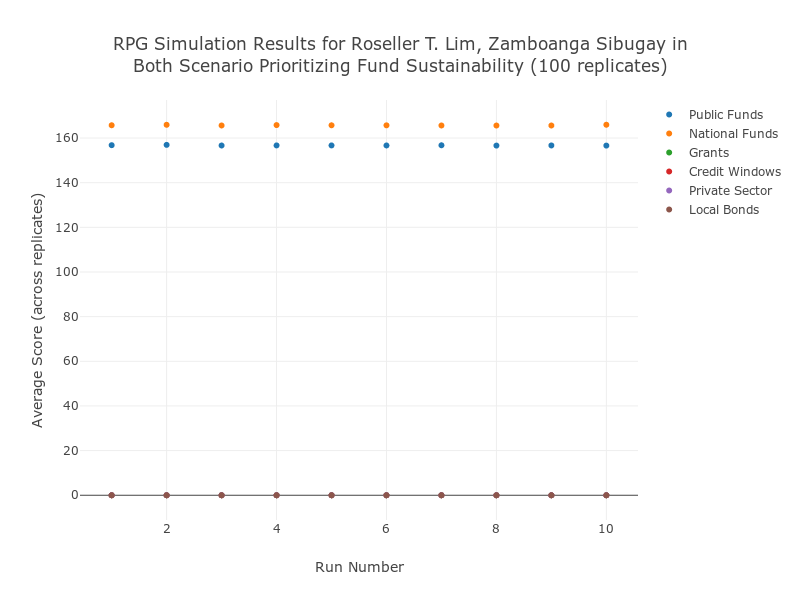 RPG Simulation Results for Roseller T. Lim, Zamboanga Sibugay in
Both Scenario Prioritizing Fund Sustainability (100 replicates)
Public Funds
National Funds
Grants
Credit Windows
Private Sector
Local Bonds
Average Score (across replicates)
160
140
120
100
80
60
40
20
0
2
4
6
8
10
Run Number